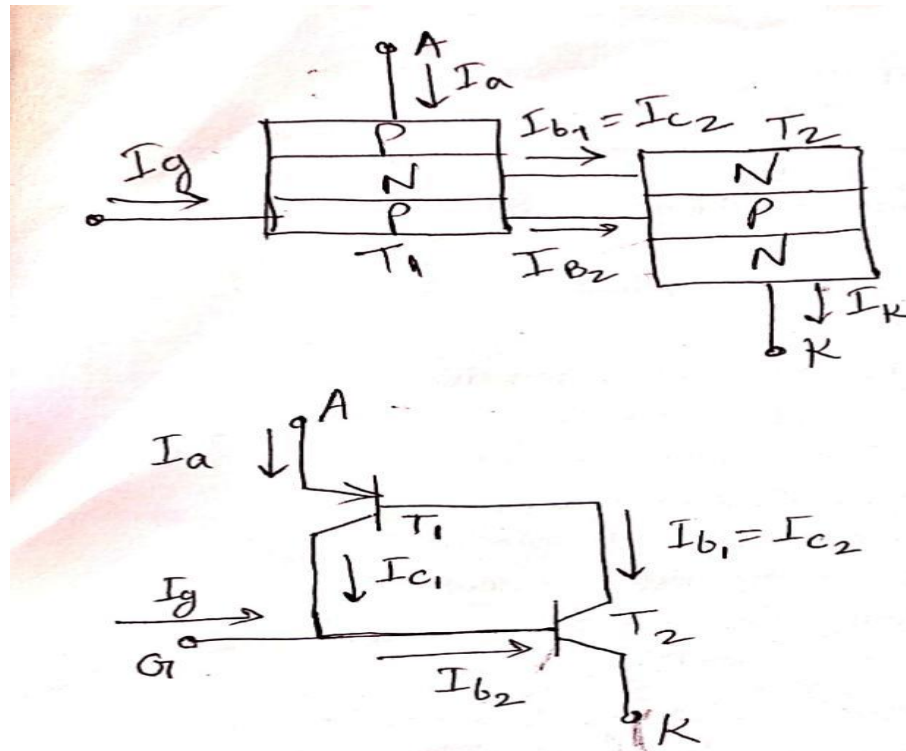 A
Ia
Ib1 = Ic2
T2
Ig
P
N
P
N
P
N
T1
IB2
Ik
K
A
Ia
T1
Ib1 = Ic2
Ic1
Ig
T2
G
Ib2
K